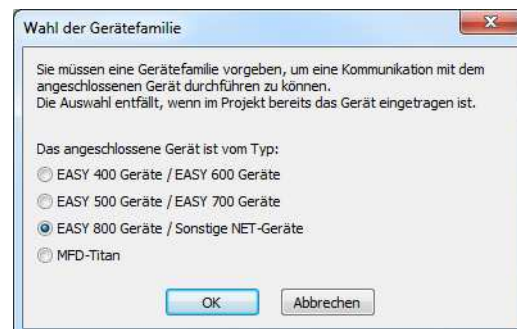 Wahl der Gerätefamilie
Sie müssen eine Gerätefamilie vorgeben, um eine Kommunikation mit dem
angeschlossenen Gerät durchführen zu können.
Die Auswahl entfällt, wenn im Projekt bereits das Gerät eingetragen ist.
Das angeschlossene Gerät ist vom Typ:
EASY 400 Geräte / EASY 600 Geräte
EASY 500 Geräte / EASY 700 Geräte
EASY 800 Geräte / Sonstige NET-Geräte
MFD-Titan
OK Abbrechen